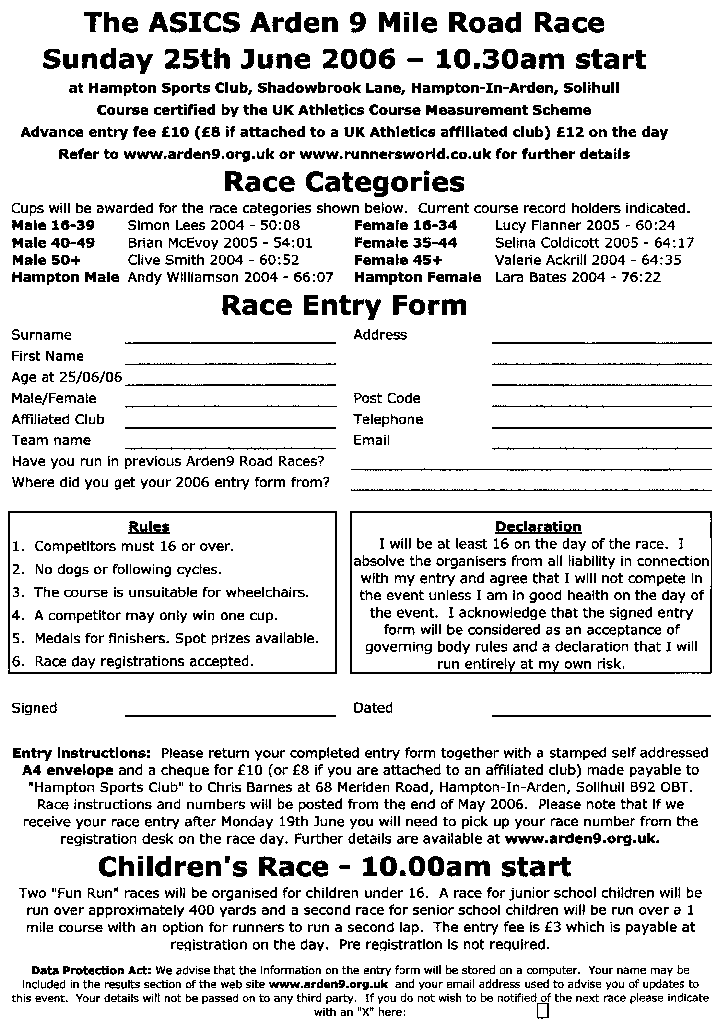 The ASICS Arden 9 Mile Road Race
Sunday 25th June 2006 – 10.30am start
at Hampton Sports Club, Shadowbrook Lane, Hampton-In-Arden, Solihull
Course certified by the UK Athletics Course Measurement Scheme
Advance entry fee £10 (£8 if attached to a UK Athletics affiliated club) £12 on the day
Refer to www.arden9.org.uk or www.runnersworld.co.uk for further details
Race Categories
Cups will be awarded for the race categories shown below. Current course record holders indicated.
Male 16-39 Simon Lees 2004 - 50:08 Female 16-34 Lucy Flanner 2005 - 60:24
Male 40-49 Brian McEvoy 2005 - 54:01 Female 35-44 Selina Coldicott 2005 - 64:17
Male 50+ Clive Smith 2004 - 60:52 Female 45+ Valerie Ackrill 2004 - 64:35
Hampton Male Andy Williamson 2004 - 66:07 Hampton Female Lara Bates 2004 - 76:22
Race Entry Form
Surname Address
First Name
Age at 25/06/06
Male/Female Post Code
Affiliated Club Telephone
Team name Email
Have you run in previous Arden9 Road Races?
Where did you get your 2006 entry form from?
Rules
1. Competitors must 16 or over.
2. No dogs or following cycles.
3. The course is unsuitable for wheelchairs.
4. A competitor may only win one cup.
5. Medals for finishers. Spot prizes available.
6. Race day registrations accepted.
Declaration
I will be at least 16 on the day of the race. I
absolve the organisers from all liability in connection
with my entry and agree that I will not compete in
the event unless I am in good health on the day of
the event. I acknowledge that the signed entry
form will be considered as an acceptance of
governing body rules and a declaration that I will
run entirely at my own risk.
Signed Dated
Entry Instructions: Please return your completed entry form together with a stamped self addressed
A4 envelope and a cheque for £10 (or £8 if you are attached to an affiliated club) made payable to
"Hampton Sports Club" to Chris Barnes at 68 Meriden Road, Hampton-In-Arden, Solihull B92 OBT.
Race instructions and numbers will be posted from the end of May 2006. Please note that if we
receive your race entry after Monday 19th June you will need to pick up your race number from the
registration desk on the race day. Further details are available at www.arden9.org.uk.
Children's Race - 10.00am start
Two "Fun Run" races will be organised for children under 16. A race for junior school children will be
run over approximately 400 yards and a second race for senior school children will be run over a 1
mile course with an option for runners to run a second lap. The entry fee is £3 which is payable at
registration on the day. Pre registration is not required.
Data Protection Act: We advise that the information on the entry form will be stored on a computer. Your name may be
included in the results section of the web site www.arden9.org.uk and your email address used to advise you of updates to
this event. Your details will not be passed on to any third party. If you do not wish to be notified of the next race please indicate
with an "X" here: